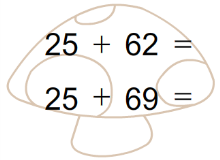 25 + 62 =
25 + 69 =